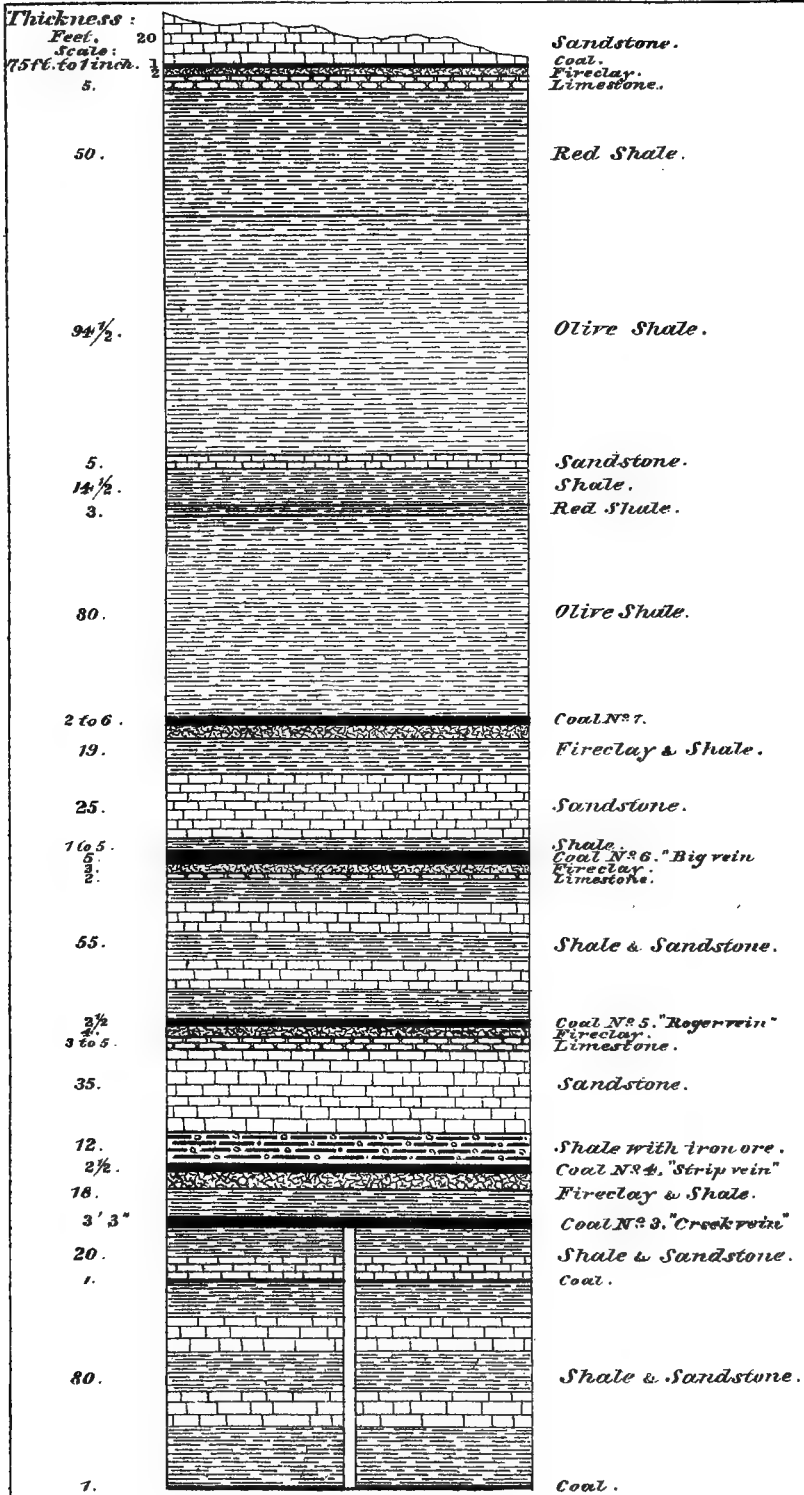 Thickness:
Feet. 20 Sandstone.
Scale:
75ft. to 1 inch. 1 Coal.
½ Fireclay.
5. Limestone.
50. Red Shale.
94½. Olive Shale.
5. Sandstone.
14½. Shale.
3. Red Shale.
80. Olive Shale.
2 to 6. Coal Nº 7.
19. Fireclay & Shale.
25. Sandstone.
1 to 5. Shale.
5. Coal Nº 6. "Big vein
3. Fireclay.
2. Limestone.
55. Shale & Sandstone.
2½ Coal Nº 5. "Roger vein"
4. Fireclay.
3 to 5. Limestone.
35. Sandstone.
12. Shale with iron ore.
2½. Coal Nº 4, "Strip vein"
18. Fireclay & Shale.
3' 3" Coal Nº 3. "Creek vein"
20. Shale & Sandstone.
1. Coal.
80. Shale & Sandstone.
1. Coal.